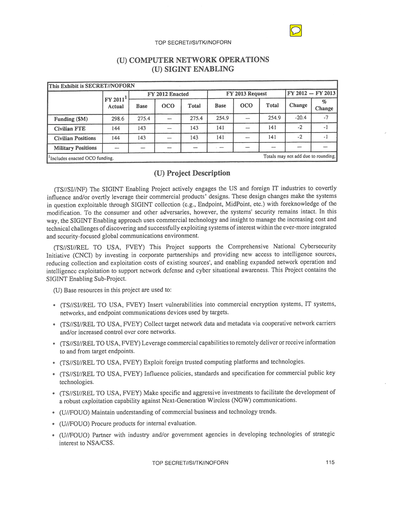 TOP SECRET//SI/TK//NOFORN
(U) COMPUTER NETWORK OPERATIONS
(U) SIGINT ENABLING
This Exhibit is SECRET//NOFORN
FY 2011¹ Actual FY 2012 Enacted FY 2013 Request FY 2012 — FY 2013
Base OCO Total Base OCO Total Change % Change
Funding ($M) 298.6 275.4 — 275.4 254.9 — 254.9 -20.4 -7
Civilian FTE 144 143 — 143 141 — 141 -2 -1
Civilian Positions 144 143 — 143 141 — 141 -2 -1
Military Positions — — — — — — — — —
¹Includes enacted OCO funding. Totals may not add due to rounding.
(U) Project Description
(TS//SI//NF) The SIGINT Enabling Project actively engages the US and foreign IT industries to covertly
influence and/or overtly leverage their commercial products' designs. These design changes make the systems
in question exploitable through SIGINT collection (e.g., Endpoint, MidPoint, etc.) with foreknowledge of the
modification. To the consumer and other adversaries, however, the systems' security remains intact. In this
way, the SIGINT Enabling approach uses commercial technology and insight to manage the increasing cost and
technical challenges of discovering and successfully exploiting systems of interest within the ever-more integrated
and security-focused global communications environment.
(TS//SI//REL TO USA, FVEY) This Project supports the Comprehensive National Cybersecurity
Initiative (CNCI) by investing in corporate partnerships and providing new access to intelligence sources,
reducing collection and exploitation costs of existing sources, and enabling expanded network operation and
intelligence exploitation to support network defense and cyber situational awareness. This Project contains the
SIGINT Enabling Sub-Project.
(U) Base resources in this project are used to:
• (TS//SI//REL TO USA, FVEY) Insert vulnerabilities into commercial encryption systems, IT systems,
networks, and endpoint communications devices used by targets.
• (TS//SI//REL TO USA, FVEY) Collect target network data and metadata via cooperative network carriers
and/or increased control over core networks.
• (TS//SI//REL TO USA, FVEY) Leverage commercial capabilities to remotely deliver or receive information
to and from target endpoints.
• (TS//SI//REL TO USA, FVEY) Exploit foreign trusted computing platforms and technologies.
• (TS//SI//REL TO USA, FVEY) Influence policies, standards and specification for commercial public key
technologies.
• (TS//SI//REL TO USA, FVEY) Make specific and aggressive investments to facilitate the development of
a robust exploitation capability against Next-Generation Wireless (NGW) communications.
• (U//FOUO) Maintain understanding of commercial business and technology trends.
• (U//FOUO) Procure products for internal evaluation.
• (U//FOUO) Partner with industry and/or government agencies in developing technologies of strategic
interest to NSA/CSS.
TOP SECRET//SI/TK//NOFORN 115